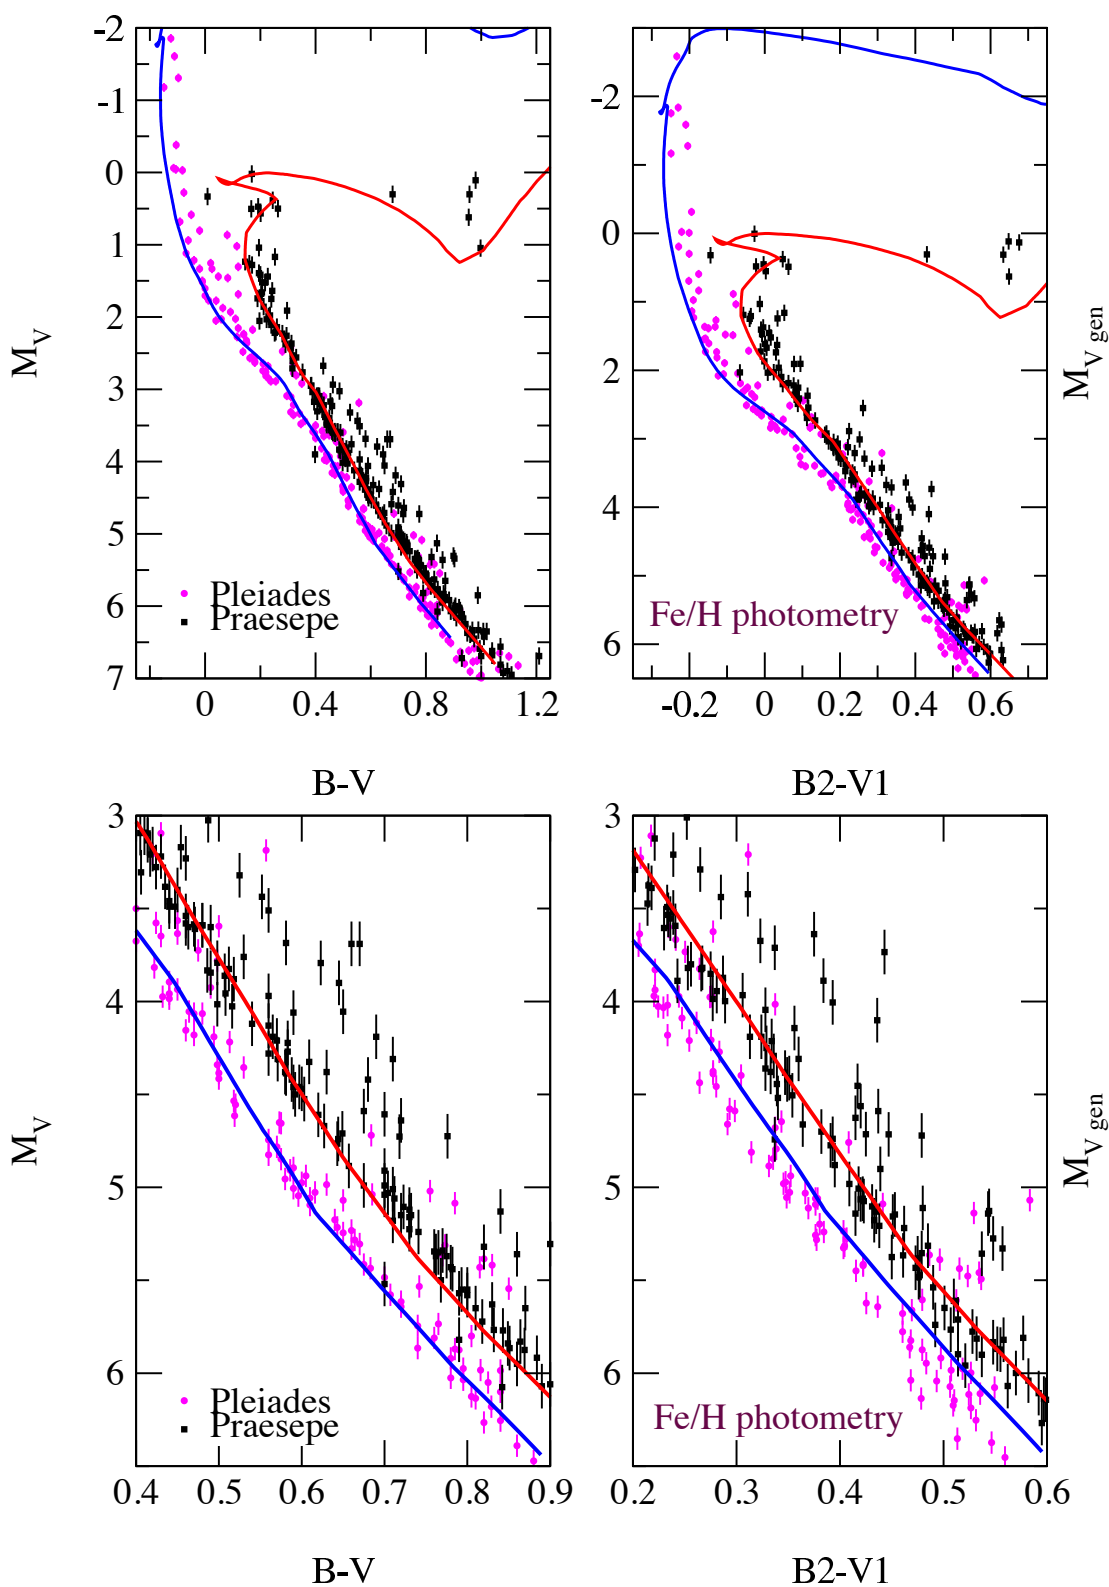 -2
-1
0
1
2
3
4
5
6
7
M_V
Pleiades
Praesepe
0 0.4 0.8 1.2
B-V
-2
0
2
4
6
M_V gen
Fe/H photometry
-0.2 0 0.2 0.4 0.6
B2-V1
3
4
5
6
M_V
Pleiades
Praesepe
0.4 0.5 0.6 0.7 0.8 0.9
B-V
3
4
5
6
M_V gen
Fe/H photometry
0.2 0.3 0.4 0.5 0.6
B2-V1